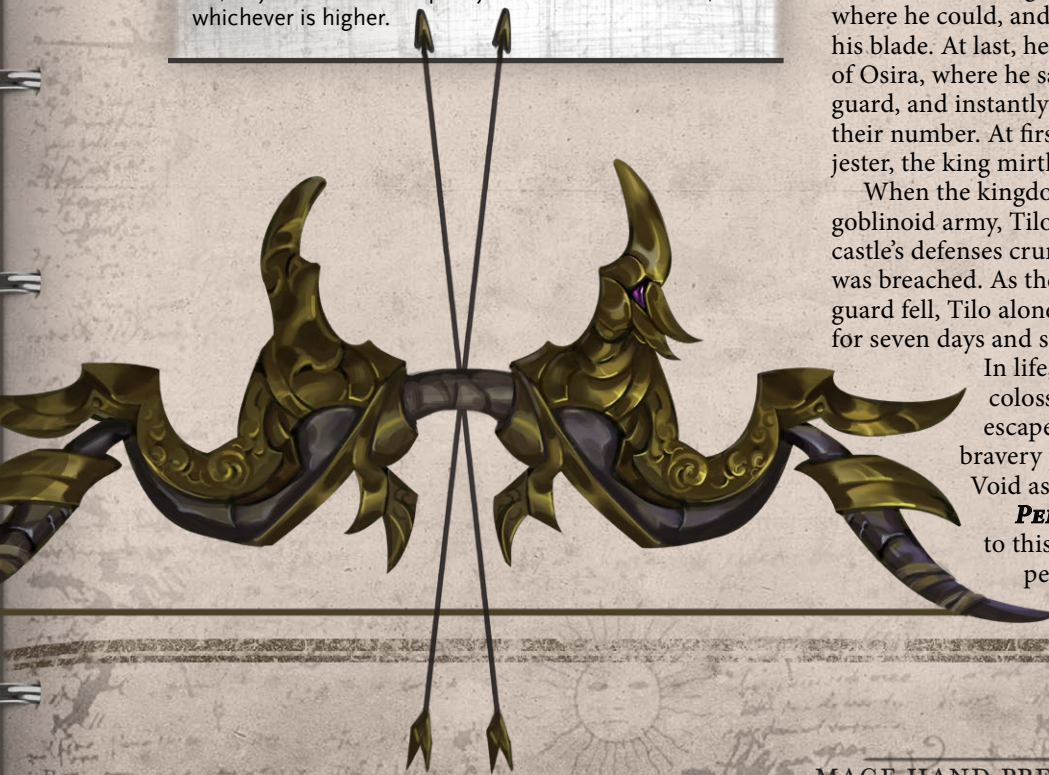 whichever is higher.
where he could, and
his blade. At last, he
of Osira, where he sa
guard, and instantly
their number. At firs
jester, the king mirth
When the kingdo
goblinoid army, Tilo
castle's defenses crum
was breached. As the
guard fell, Tilo alone
for seven days and s
In life,
coloss
escape
bravery
Void as
PER
to this
pe
MAGE HAND PRE